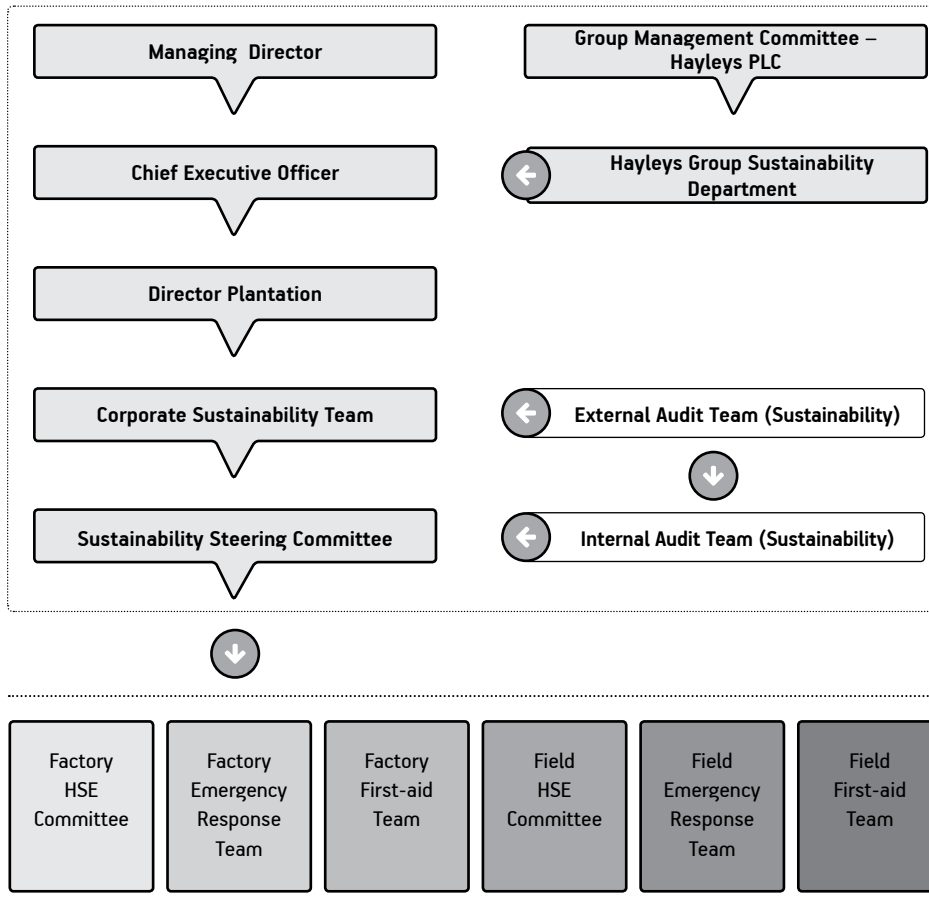 Managing Director
Group Management Committee –
Hayleys PLC
Chief Executive Officer
Hayleys Group Sustainability
Department
Director Plantation
Corporate Sustainability Team
External Audit Team (Sustainability)
Sustainability Steering Committee
Internal Audit Team (Sustainability)
Factory
HSE
Committee
Factory
Emergency
Response
Team
Factory
First-aid
Team
Field
HSE
Committee
Field
Emergency
Response
Team
Field
First-aid
Team